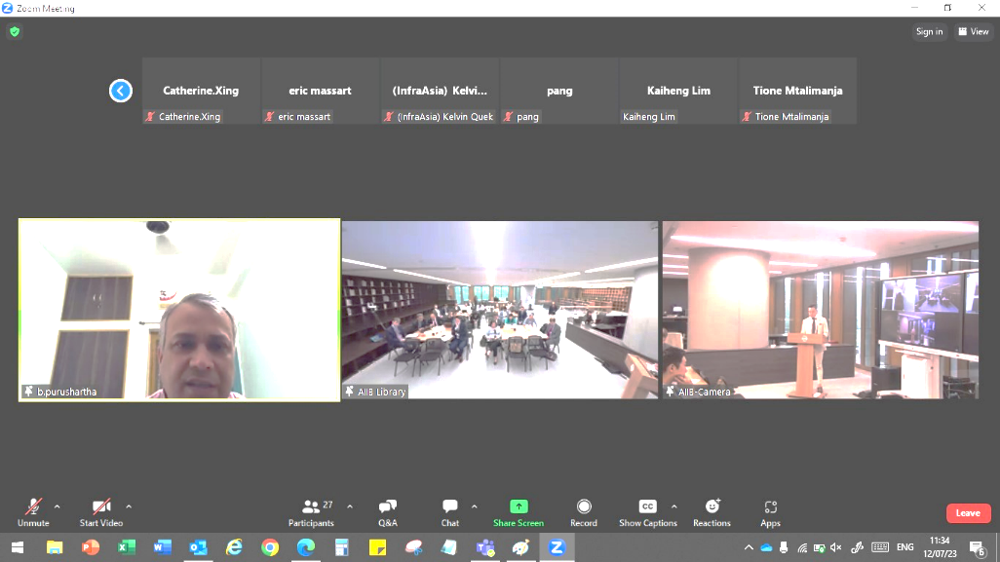 Zoom Meeting
Sign in
View
Catherine.Xing
eric massart
(InfraAsia) Kelvi...
pang
Kaiheng Lim
Tione Mtalimanja
Catherine.Xing
eric massart
(InfraAsia) Kelvin Quek
pang
Kaiheng Lim
Tione Mtalimanja
b.purushartha
AIIB Library
AIIB-Camera
27
Unmute
Start Video
Participants
Q&A
Chat
Share Screen
Record
CC
Show Captions
Reactions
Apps
Leave
ENG
11:34
12/07/23
6